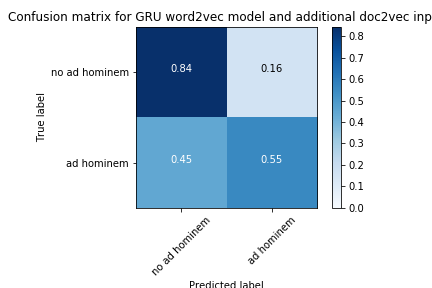 Confusion matrix for GRU word2vec model and additional doc2vec inp
0.8
0.7
0.6
0.5
0.4
0.3
0.2
0.1
0.0
True label
no ad hominem
0.84
0.16
ad hominem
0.45
0.55
no ad hominem
ad hominem
Predicted label